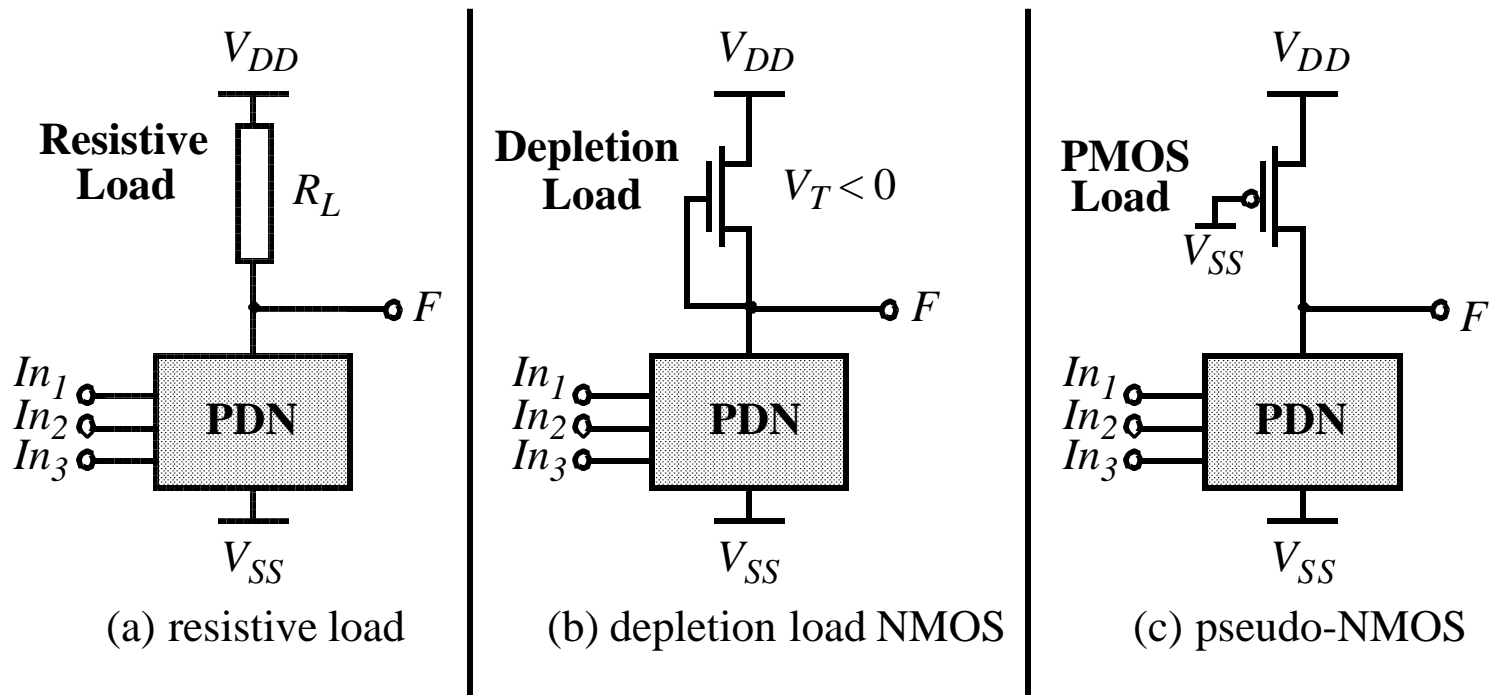 V_DD
Resistive
Load
R_L
F
In_1
In_2
In_3
PDN
V_SS
(a) resistive load
V_DD
Depletion
Load
V_T < 0
F
In_1
In_2
In_3
PDN
V_SS
(b) depletion load NMOS
V_DD
PMOS
Load
V_SS
F
In_1
In_2
In_3
PDN
V_SS
(c) pseudo-NMOS